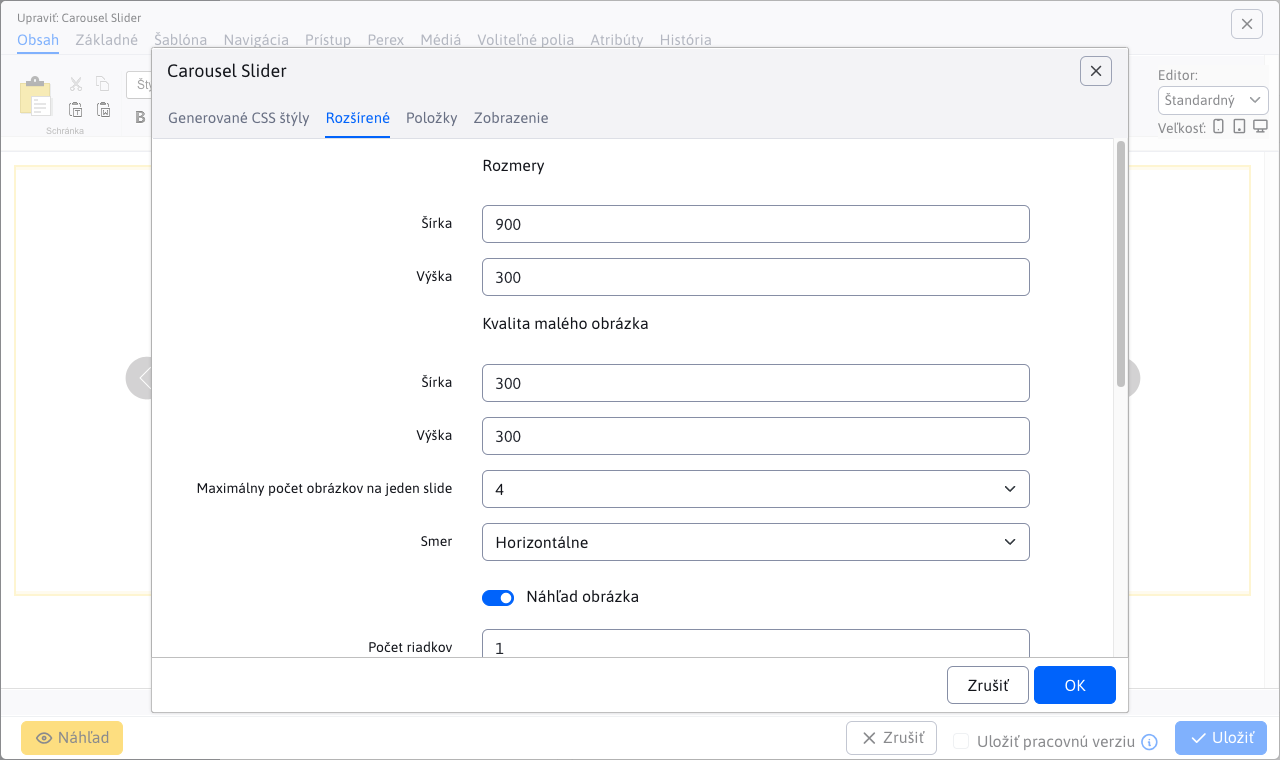 Upraviť: Carousel Slider
Obsah Základné Šablóna Navigácia Prístup Perex Médiá Voliteľné polia Atribúty História
Schránka
B
Editor:
Štandardný
Veľkosť:
Carousel Slider
Generované CSS štýly Rozšírené Položky Zobrazenie
Rozmery
Šírka 900
Výška 300
Kvalita malého obrázka
Šírka 300
Výška 300
Maximálny počet obrázkov na jeden slide 4
Smer Horizontálne
Náhľad obrázka
Počet riadkov 1
Zrušiť OK
Náhľad Zrušiť Uložiť pracovnú verziu Uložiť